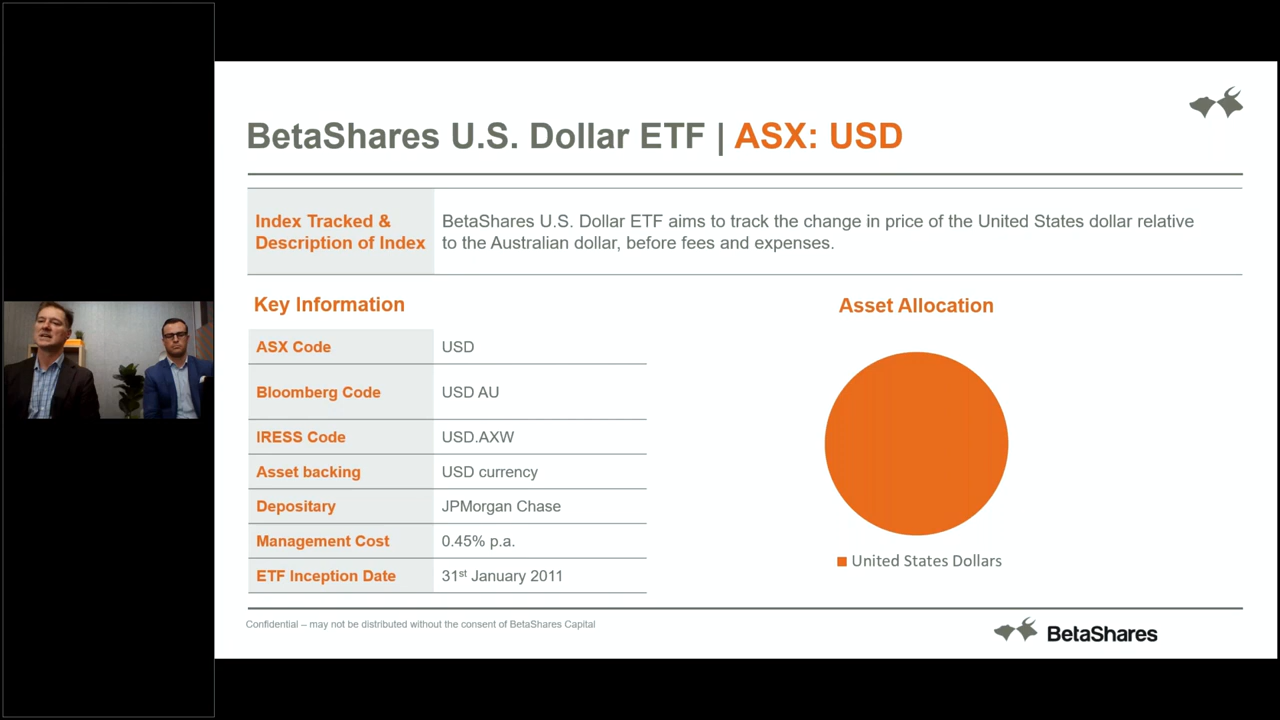 BetaShares U.S. Dollar ETF | ASX: USD
Index Tracked &
Description of Index
BetaShares U.S. Dollar ETF aims to track the change in price of the United States dollar relative
to the Australian dollar, before fees and expenses.
Key Information
ASX Code USD
Bloomberg Code USD AU
IRESS Code USD.AXW
Asset backing USD currency
Depositary JPMorgan Chase
Management Cost 0.45% p.a.
ETF Inception Date 31st January 2011
Asset Allocation
United States Dollars
Confidential – may not be distributed without the consent of BetaShares Capital
BetaShares